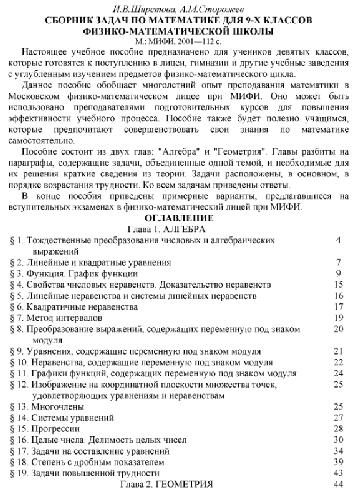 И.В.Ширстова, А.М.Сторожев
СБОРНИК ЗАДАЧ ПО МАТЕМАТИКЕ ДЛЯ 9-Х КЛАССОВ
ФИЗИКО-МАТЕМАТИЧЕСКОЙ ШКОЛЫ
М.: МИФИ, 2001—112 с.
Настоящее учебное пособие предназначено для учеников девятых классов,
которые готовятся к поступлению в лицеи, гимназии и другие учебные заведения
с углубленным изучением предметов физико-математического цикла.
Данное пособие обобщает многолетий опыт преподавания математики в
Московском физико-математическом лицее при МИФИ. Оно может быть
использовано преподавателями подготовительных курсов для повышения
эффективности учебного процесса. Пособие также будет полезно учащимся,
которые предпочитают совершенствовать свои знания по математике
самостоятельно.
Пособие состоит из двух глав: "Алгебра" и "Геометрия". Главы разбиты на
параграфы, содержащие задачи, объединенные одной темой, и необходимые для
их решения краткие сведения из теории. Задачи расположены, в основном, в
порядке возрастания трудности. Ко всем задачам приведены ответы.
В конце пособия приведены примерные варианты, предлагавшиеся на
вступительных экзаменах в физико-математический лицей при МИФИ.
ОГЛАВЛЕНИЕ
Глава 1. АЛГЕБРА
§ 1. Тождественные преобразования числовых и алгебраических 4
выражений
§ 2. Линейные и квадратные уравнения 7
§ 3. Функция. График функции 9
§ 4. Свойства числовых неравенств. Доказательство неравенств 15
§ 5. Линейные неравенства и системы линейных неравенств 16
§ 6. Квадратичные неравенства 17
§ 7. Метод интервалов 19
§ 8. Преобразование выражений, содержащих переменную под знаком 20
модуля
§ 9. Уравнения, содержащие переменную под знаком модуля 21
§ 10. Неравенства, содержащие переменную под знаком модуля 22
§ 11. Графики функций, содержащих переменную под знаком модуля 24
§ 12. Изображение на координатной плоскости множества точек, 25
удовлетворяющих уравнениям и неравенствам
§ 13. Многочлены 25
§ 14. Системы уравнений 27
§ 15. Прогрессии 28
§ 16. Целые числа. Делимость целых чисел 30
§ 17. Задачи на составление уравнений 34
§ 18. Степень с дробным показателем 39
§ 19. Задачи повышенной трудности 43
Глава 2. ГЕОМЕТРИЯ 44